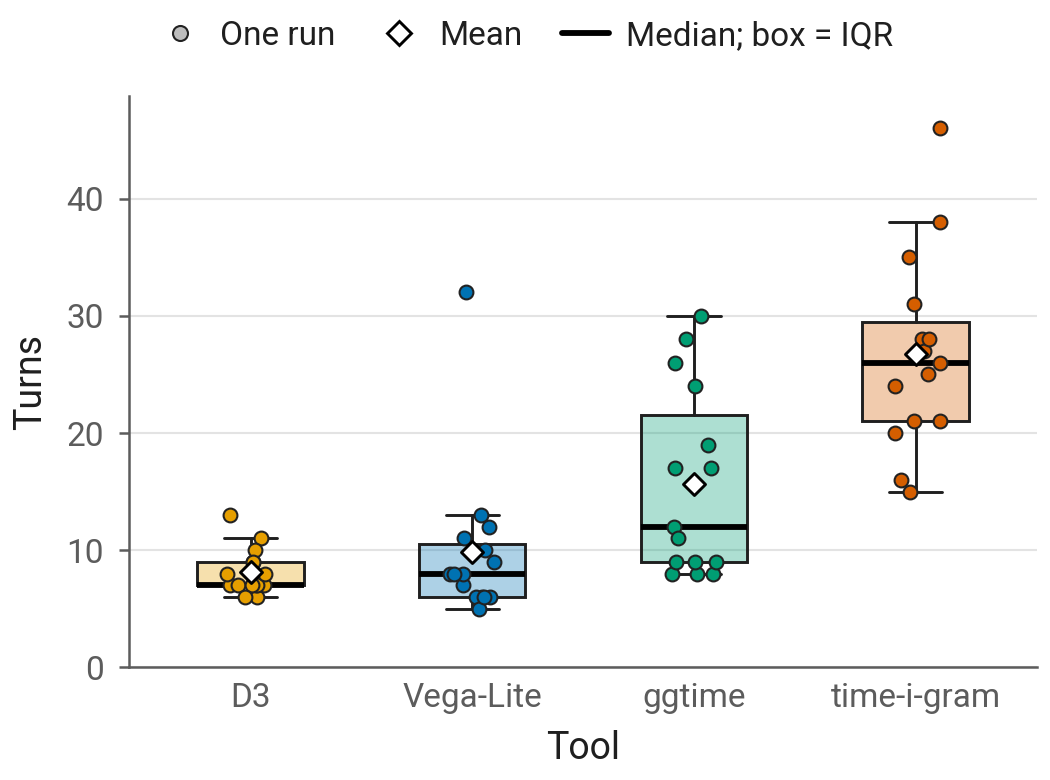 One run Mean Median; box = IQR
Turns
40
30
20
10
0
D3 Vega-Lite ggtime time-i-gram
Tool